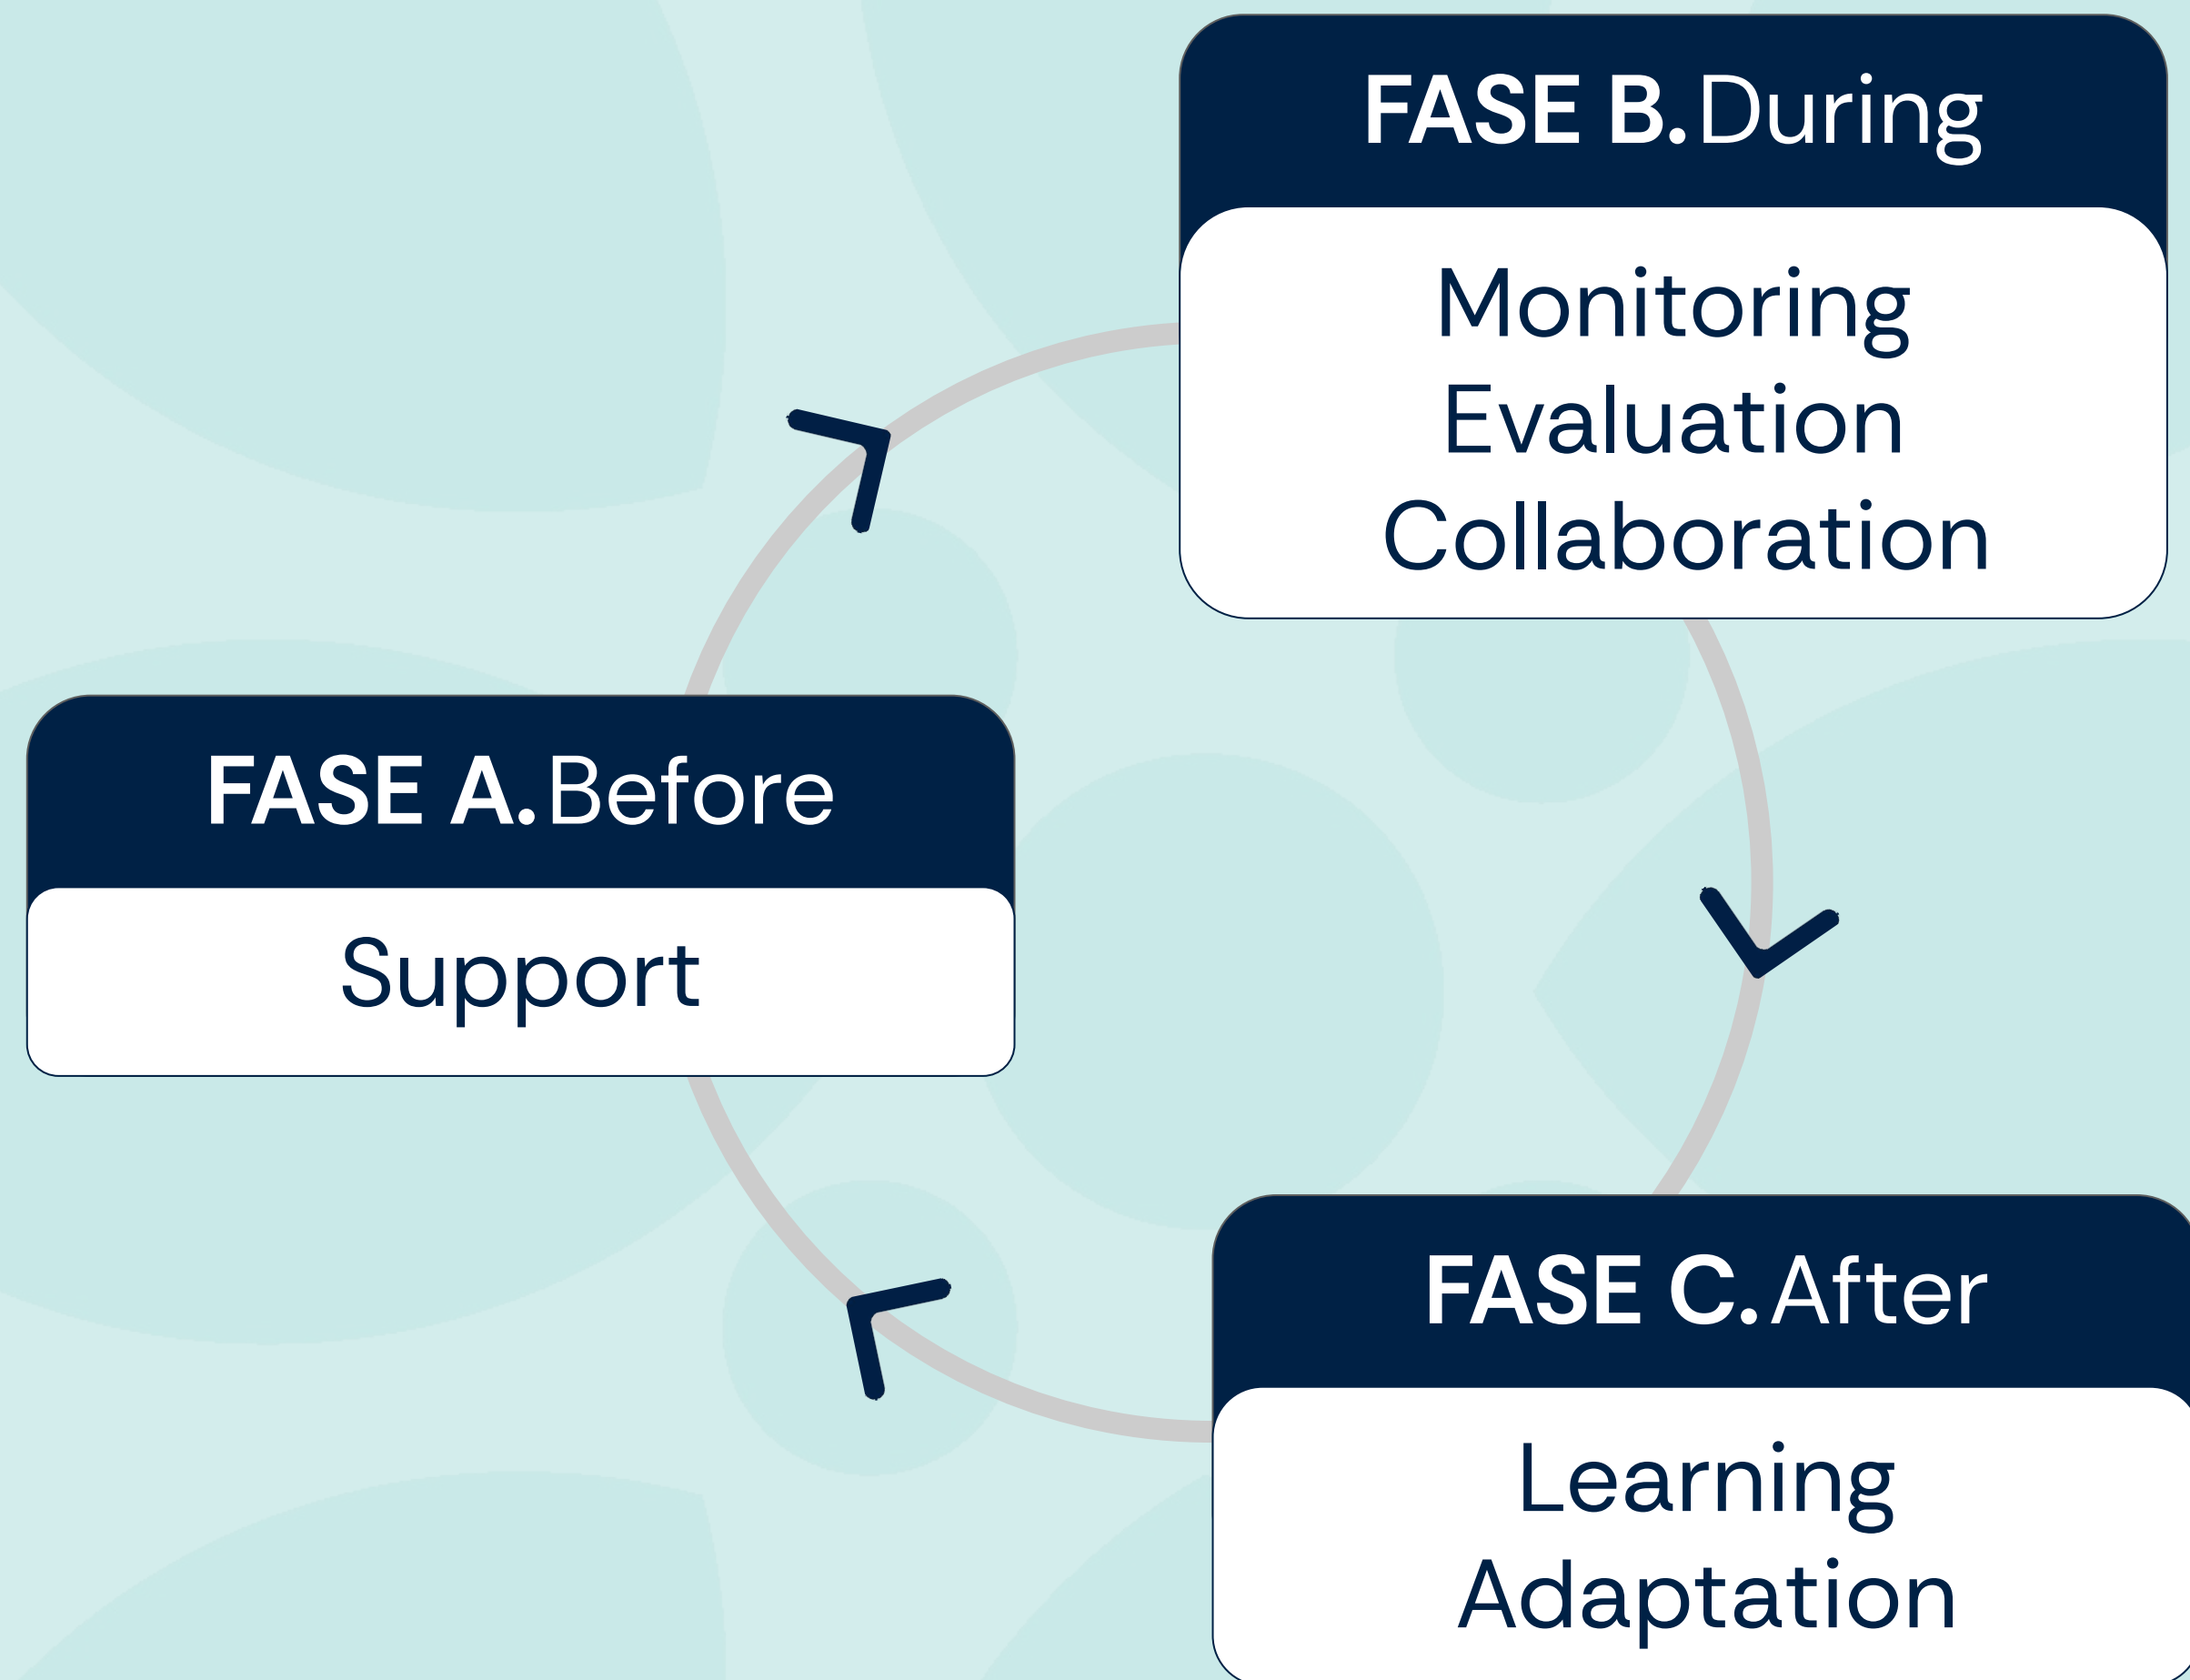 FASE B. During
Monitoring
Evaluation
Collaboration
FASE A. Before
Support
FASE C. After
Learning
Adaptation